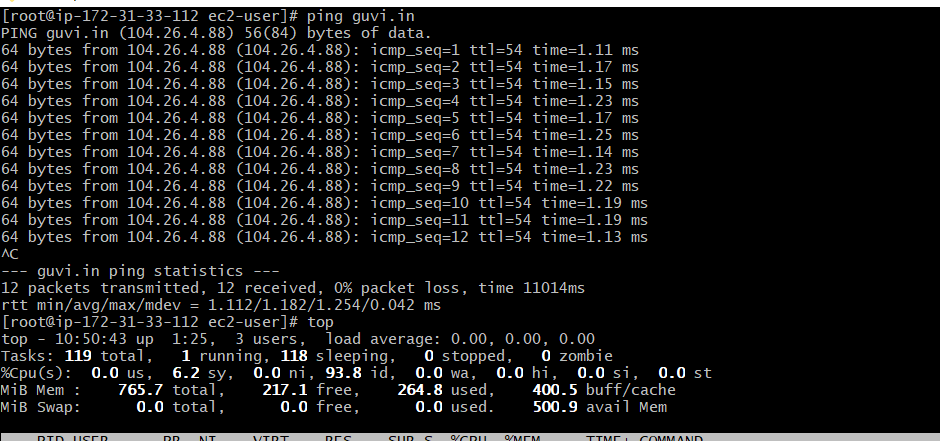 [root@ip-172-31-33-112 ec2-user]# ping guvi.in
PING guvi.in (104.26.4.88) 56(84) bytes of data.
64 bytes from 104.26.4.88 (104.26.4.88): icmp_seq=1 ttl=54 time=1.11 ms
64 bytes from 104.26.4.88 (104.26.4.88): icmp_seq=2 ttl=54 time=1.17 ms
64 bytes from 104.26.4.88 (104.26.4.88): icmp_seq=3 ttl=54 time=1.15 ms
64 bytes from 104.26.4.88 (104.26.4.88): icmp_seq=4 ttl=54 time=1.23 ms
64 bytes from 104.26.4.88 (104.26.4.88): icmp_seq=5 ttl=54 time=1.17 ms
64 bytes from 104.26.4.88 (104.26.4.88): icmp_seq=6 ttl=54 time=1.25 ms
64 bytes from 104.26.4.88 (104.26.4.88): icmp_seq=7 ttl=54 time=1.14 ms
64 bytes from 104.26.4.88 (104.26.4.88): icmp_seq=8 ttl=54 time=1.23 ms
64 bytes from 104.26.4.88 (104.26.4.88): icmp_seq=9 ttl=54 time=1.22 ms
64 bytes from 104.26.4.88 (104.26.4.88): icmp_seq=10 ttl=54 time=1.19 ms
64 bytes from 104.26.4.88 (104.26.4.88): icmp_seq=11 ttl=54 time=1.19 ms
64 bytes from 104.26.4.88 (104.26.4.88): icmp_seq=12 ttl=54 time=1.13 ms
^C
--- guvi.in ping statistics ---
12 packets transmitted, 12 received, 0% packet loss, time 11014ms
rtt min/avg/max/mdev = 1.112/1.182/1.254/0.042 ms
[root@ip-172-31-33-112 ec2-user]# top
top - 10:50:43 up  1:25,  3 users,  load average: 0.00, 0.00, 0.00
Tasks: 119 total,   1 running, 118 sleeping,   0 stopped,   0 zombie
%Cpu(s):  0.0 us,  6.2 sy,  0.0 ni, 93.8 id,  0.0 wa,  0.0 hi,  0.0 si,  0.0 st
MiB Mem :    765.7 total,    217.1 free,    264.8 used,    400.5 buff/cache
MiB Swap:      0.0 total,      0.0 free,      0.0 used.    500.9 avail Mem
PID USER      PR  NI    VIRT    RES    SHR S  %CPU  %MEM     TIME+ COMMAND